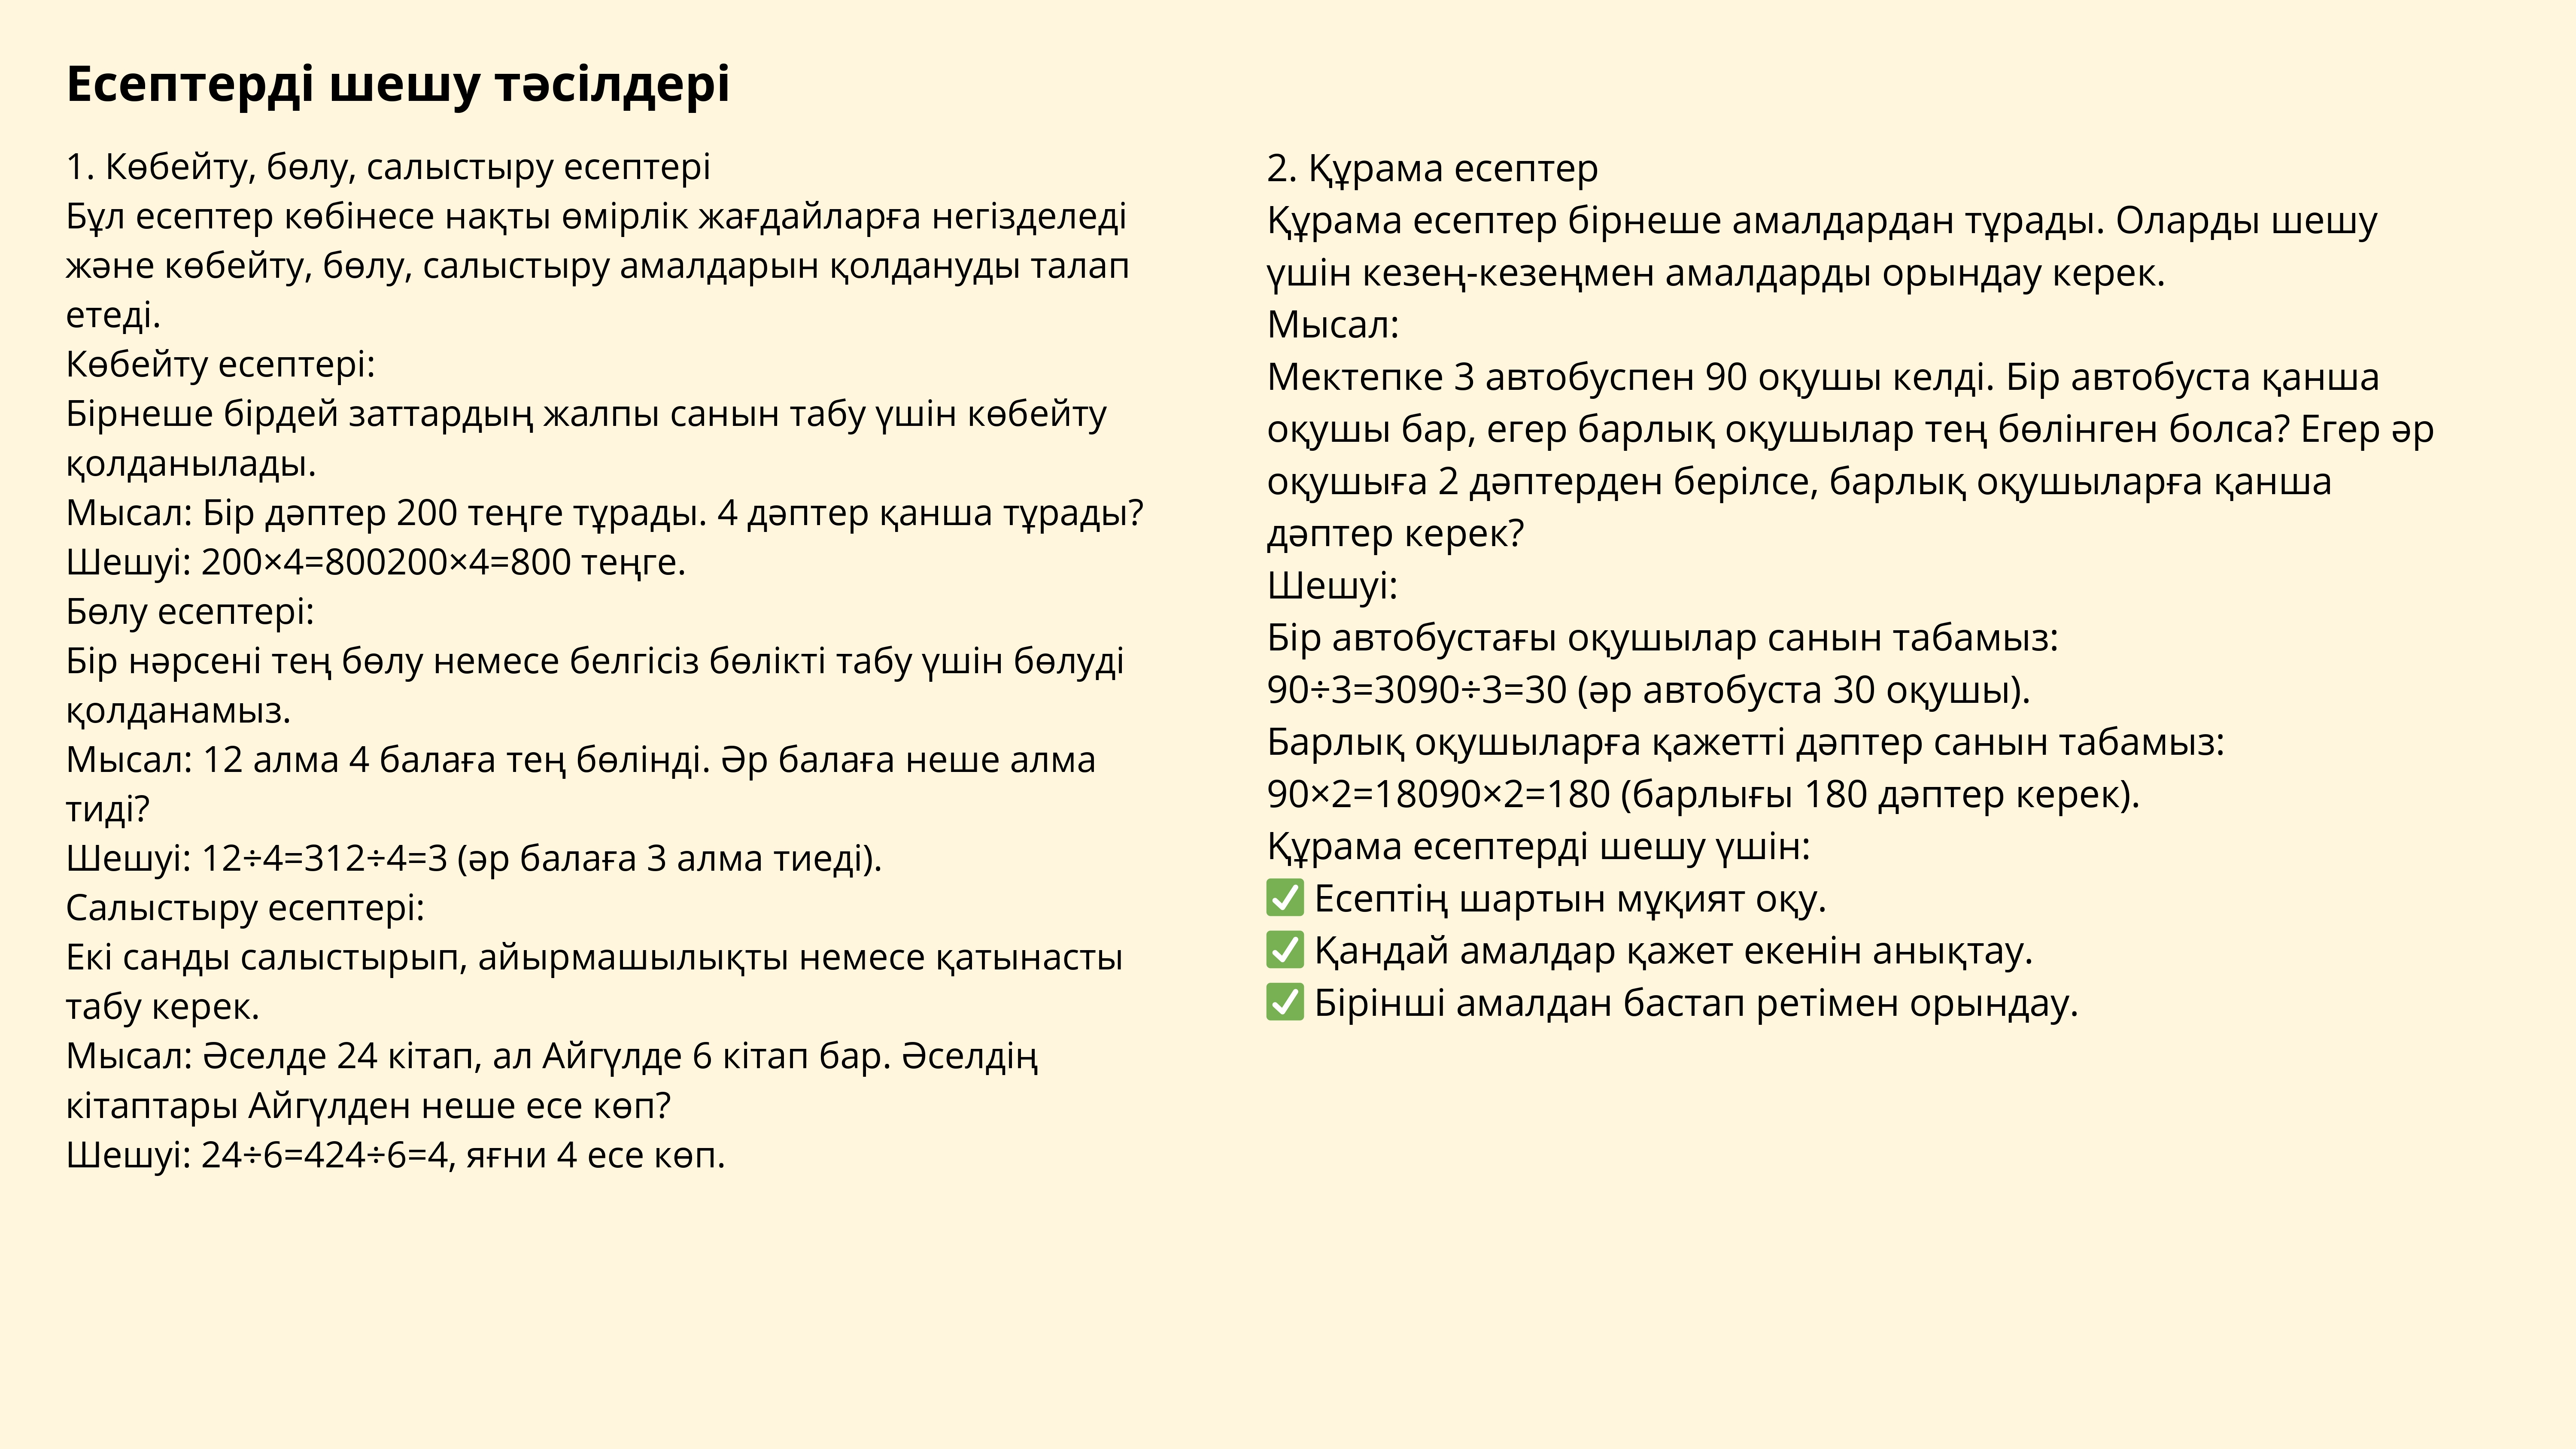 Есептерді шешу тәсілдері
1. Көбейту, бөлу, салыстыру есептері
Бұл есептер көбінесе нақты өмірлік жағдайларға негізделеді
және көбейту, бөлу, салыстыру амалдарын қолдануды талап
етеді.
Көбейту есептері:
Бірнеше бірдей заттардың жалпы санын табу үшін көбейту
қолданылады.
Мысал: Бір дәптер 200 теңге тұрады. 4 дәптер қанша тұрады?
Шешуі: 200×4=800200×4=800 теңге.
Бөлу есептері:
Бір нәрсені тең бөлу немесе белгісіз бөлікті табу үшін бөлуді
қолданамыз.
Мысал: 12 алма 4 балаға тең бөлінді. Әр балаға неше алма
тиді?
Шешуі: 12÷4=312÷4=3 (әр балаға 3 алма тиеді).
Салыстыру есептері:
Екі санды салыстырып, айырмашылықты немесе қатынасты
табу керек.
Мысал: Әселде 24 кітап, ал Айгүлде 6 кітап бар. Әселдің
кітаптары Айгүлден неше есе көп?
Шешуі: 24÷6=424÷6=4, яғни 4 есе көп.
2. Құрама есептер
Құрама есептер бірнеше амалдардан тұрады. Оларды шешу
үшін кезең-кезеңмен амалдарды орындау керек.
Мысал:
Мектепке 3 автобуспен 90 оқушы келді. Бір автобуста қанша
оқушы бар, егер барлық оқушылар тең бөлінген болса? Егер әр
оқушыға 2 дәптерден берілсе, барлық оқушыларға қанша
дәптер керек?
Шешуі:
Бір автобустағы оқушылар санын табамыз:
90÷3=3090÷3=30 (әр автобуста 30 оқушы).
Барлық оқушыларға қажетті дәптер санын табамыз:
90×2=18090×2=180 (барлығы 180 дәптер керек).
Құрама есептерді шешу үшін:
✅ Есептің шартын мұқият оқу.
✅ Қандай амалдар қажет екенін анықтау.
✅ Бірінші амалдан бастап ретімен орындау.